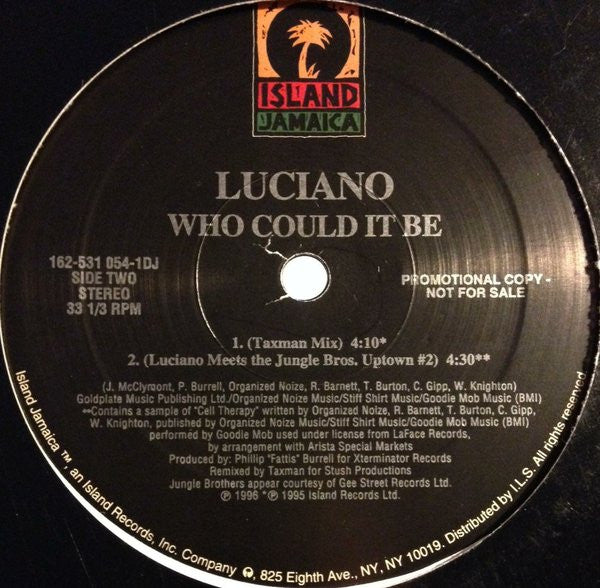 ISLAND
JAMAICA
LUCIANO
WHO COULD IT BE
162-531 054-1DJ
SIDE TWO
STEREO
33 1/3 RPM
PROMOTIONAL COPY -
NOT FOR SALE
1. (Taxman Mix) 4:10*
2. (Luciano Meets the Jungle Bros. Uptown #2) 4:30**
(J. McClymont, P. Burrell, Organized Noize, R. Barnett, T. Burton, C. Gipp, W. Knighton)
Goldplate Music Publishing Ltd./Organized Noize/Stiff Shirt Music/Goodie Mob Music (BMI)
**Contains a sample of "Cell Therapy" written by Organized Noize, R. Barnett, T. Burton, C. Gipp,
W. Knighton, published by Organized Noize Music/Stiff Shirt Music/Goodie Mob Music (BMI)
performed by Goodie Mob used under license from LaFace Records,
by arrangement with Arista Special Markets
Produced by: Phillip "Fattis" Burrell for Xterminator Records
Remixed by Taxman for Stush Productions
Jungle Brothers appear courtesy of Gee Street Records Ltd.
℗ 1996 *℗ 1995 Island Records Ltd.
Island Jamaica ™, an Island Records, Inc. Company, 825 Eighth Ave., NY, NY 10019. Distributed by I.L.S. All rights reserved